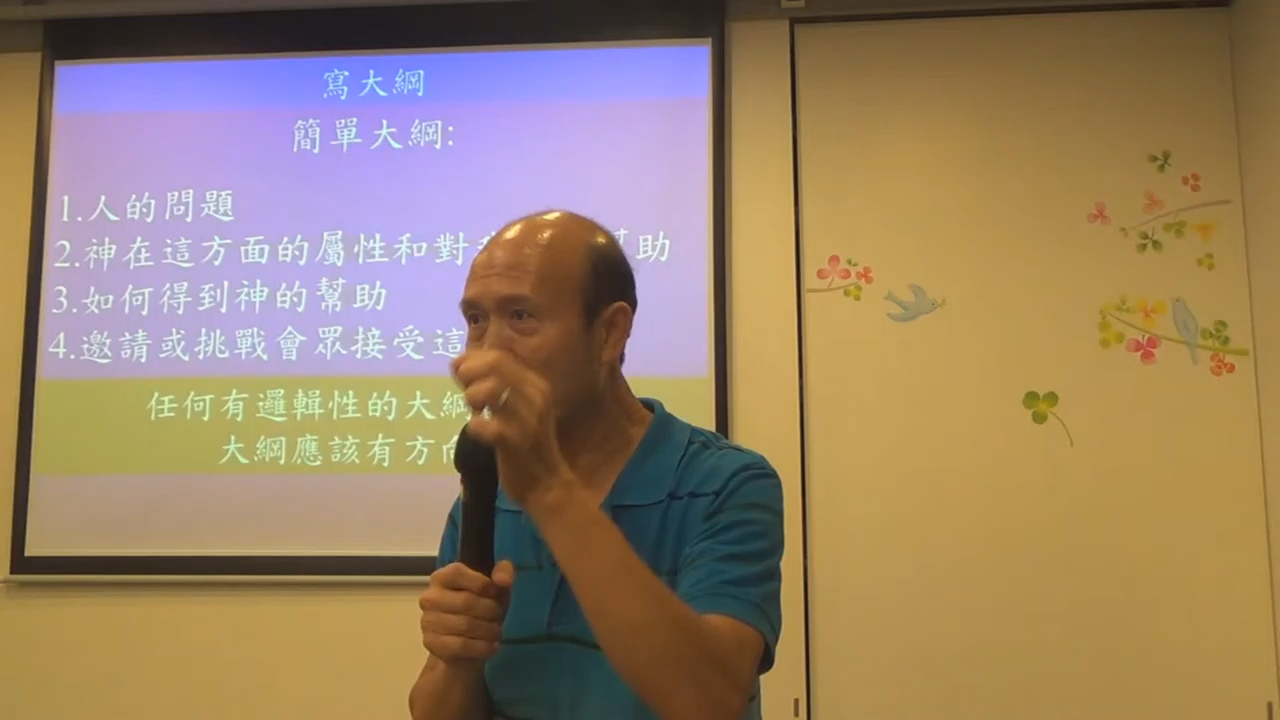 寫大綱
簡單大綱:
1.人的問題
2.神在這方面的屬性和對 助
3.如何得到神的幫助
4.邀請或挑戰會眾接受這
任何有邏輯性的大綱
大綱應該有方向